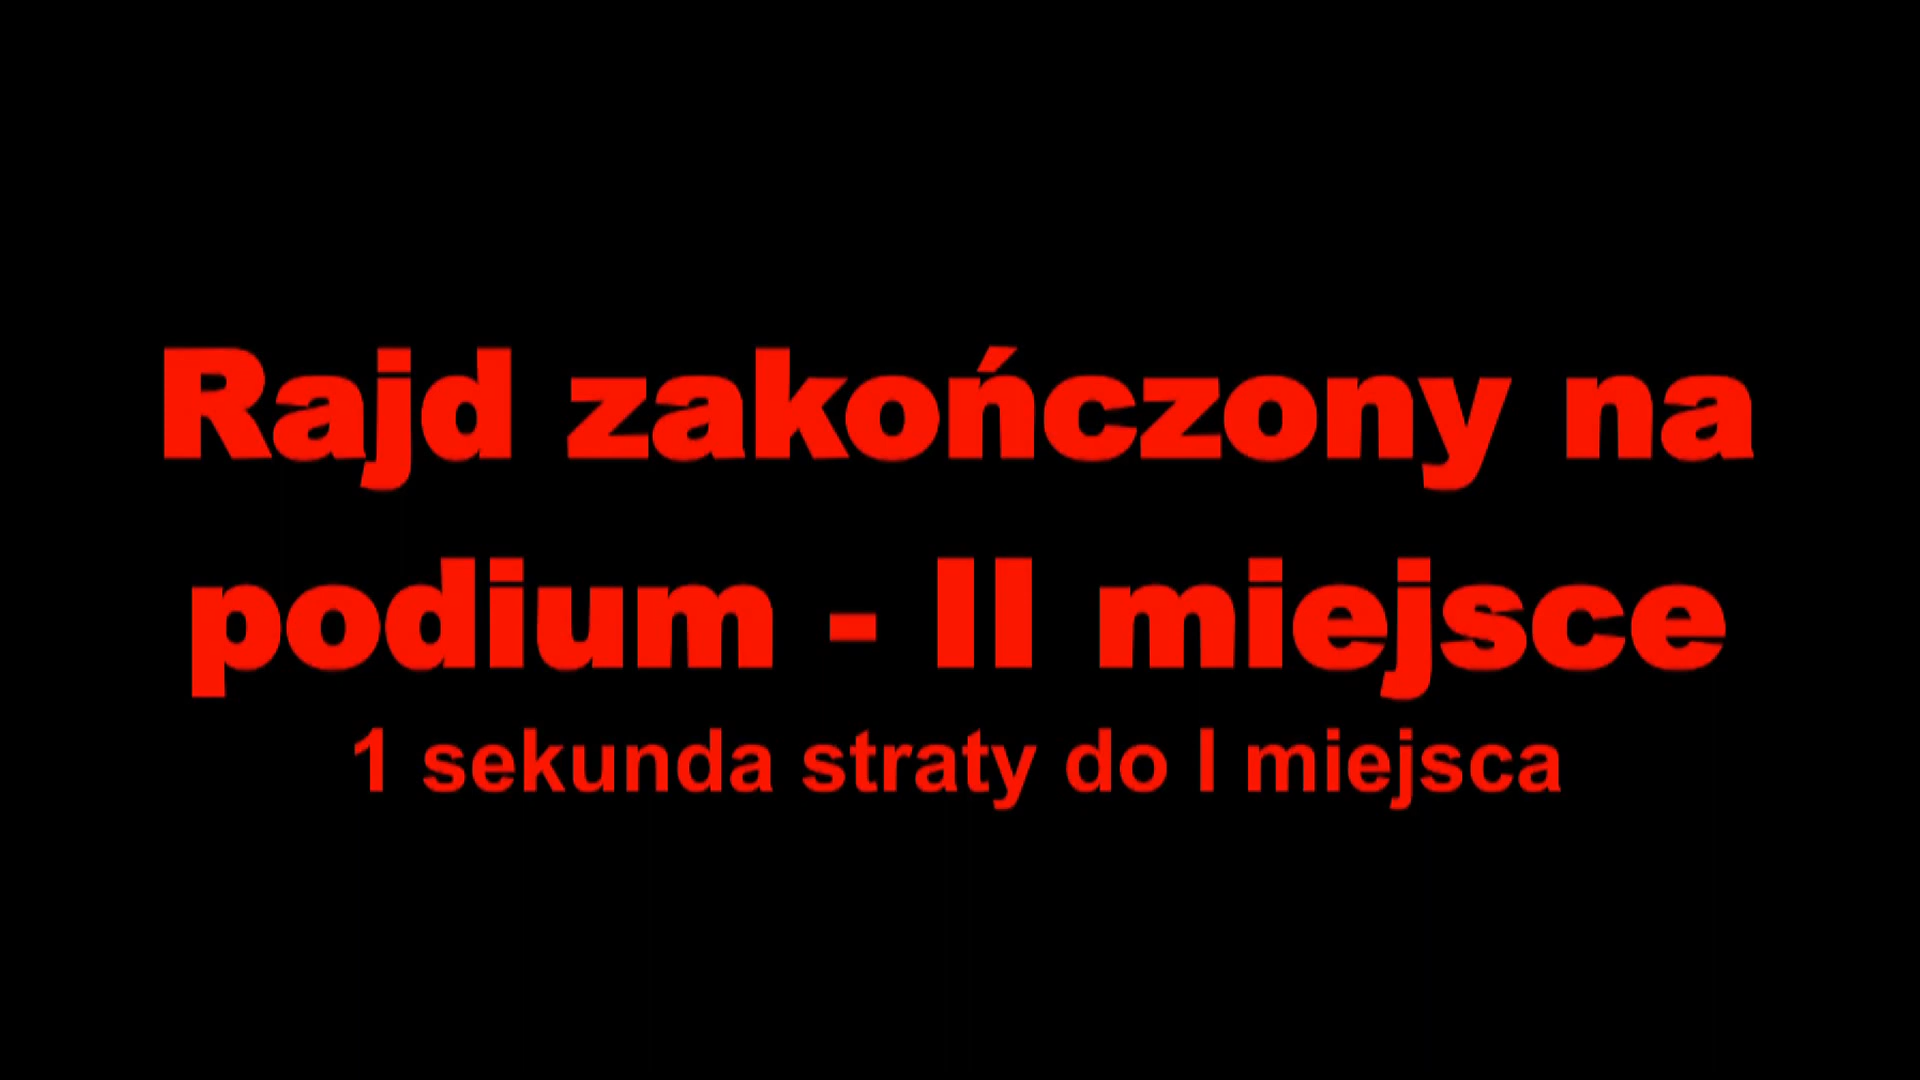 Rajd zakończony na
podium - II miejsce
1 sekunda straty do I miejsca